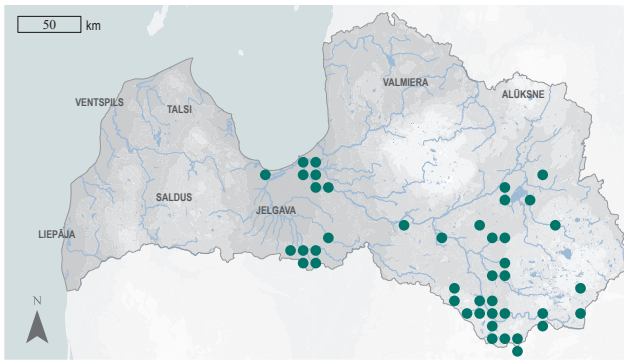 50 km
VALMIERA
ALŪKSNE
VENTSPILS
TALSI
SALDUS
JELGAVA
LIEPĀJA
N